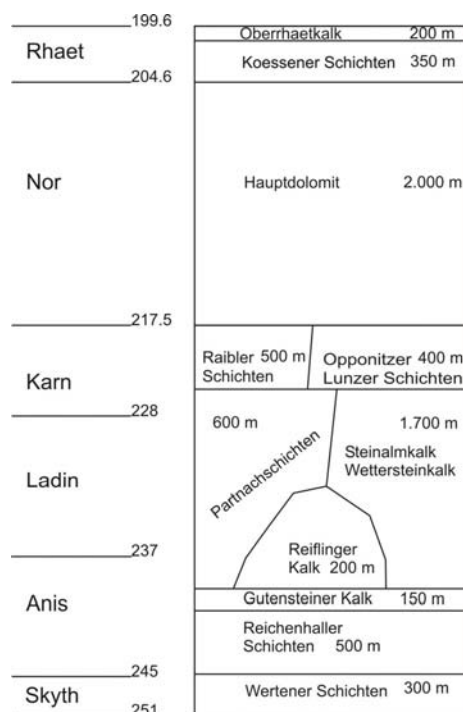 199.6
Rhaet
204.6
Nor
217.5
Karn
228
Ladin
237
Anis
245
Skyth
251
Oberrhaetkalk 200 m
Koessener Schichten 350 m
Hauptdolomit 2.000 m
Raibler 500 m
Schichten
Opponitzer 400 m
Lunzer Schichten
600 m
Partnachschichten
1.700 m
Steinalmkalk
Wettersteinkalk
Reiflinger
Kalk 200 m
Gutensteiner Kalk 150 m
Reichenhaller
Schichten 500 m
Wertener Schichten 300 m